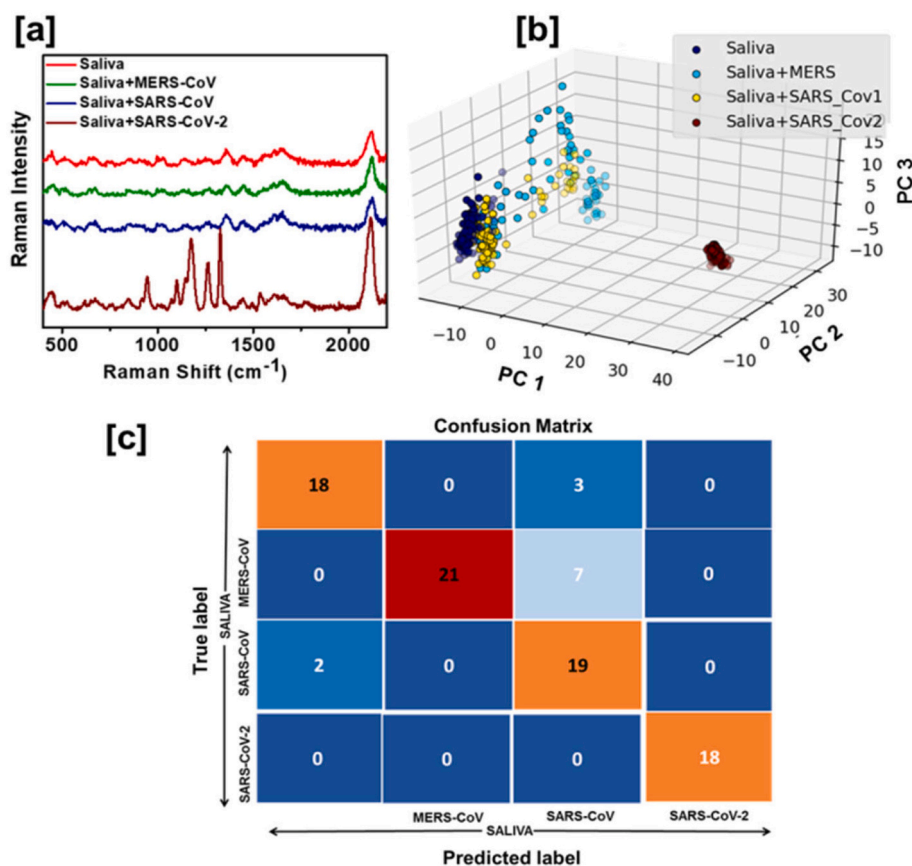 [a]
Saliva
Saliva+MERS-CoV
Saliva+SARS-CoV
Saliva+SARS-CoV-2
Raman Intensity
500 1000 1500 2000
Raman Shift (cm-1)
[b]
Saliva
Saliva+MERS
Saliva+SARS_Cov1
Saliva+SARS_Cov2
15
10
5
0
−5
−10
PC 3
30
20
10
0
−10
PC 2
−10 0 10 20 30 40
PC 1
[c]
Confusion Matrix
18 0 3 0
0 21 7 0
2 0 19 0
0 0 0 18
True label
SALIVA
MERS-CoV
SARS-CoV
SARS-CoV-2
MERS-CoV SARS-CoV SARS-CoV-2
SALIVA
Predicted label